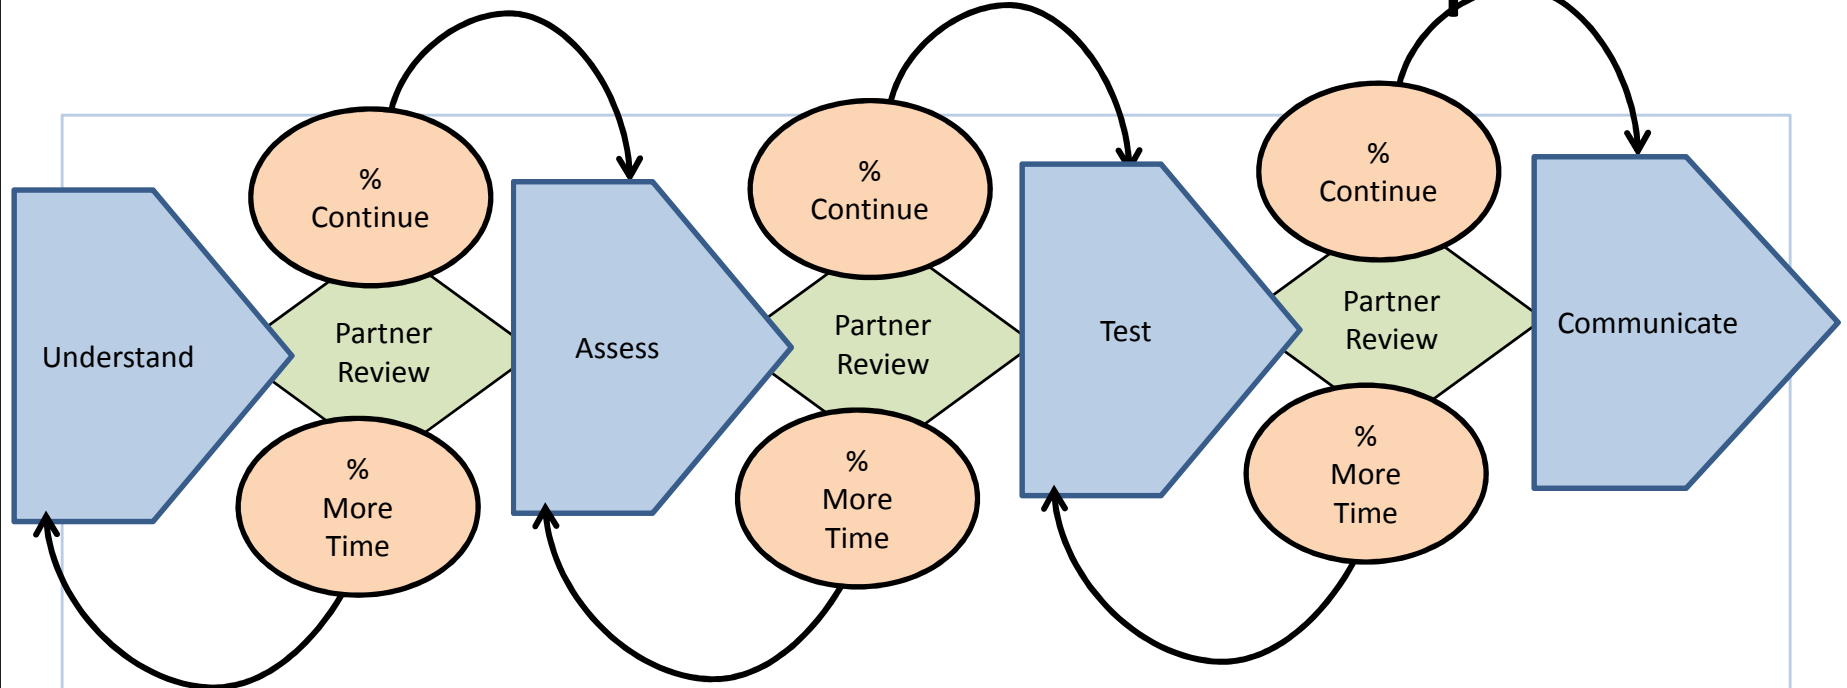 Understand
%
Continue
Partner
Review
%
More
Time
Assess
%
Continue
Partner
Review
%
More
Time
Test
%
Continue
Partner
Review
%
More
Time
Communicate